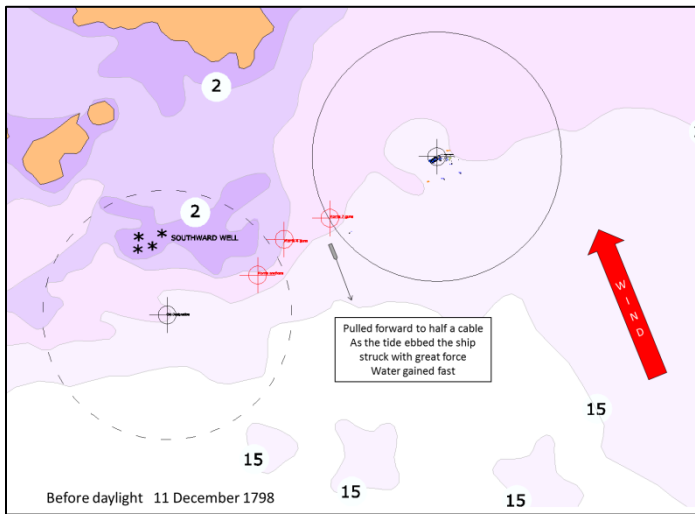 2
2
SOUTHWARD WELL
WIND
Pulled forward to half a cable
As the tide ebbed the ship
struck with great force
Water gained fast
15
15
15
15
Before daylight 11 December 1798